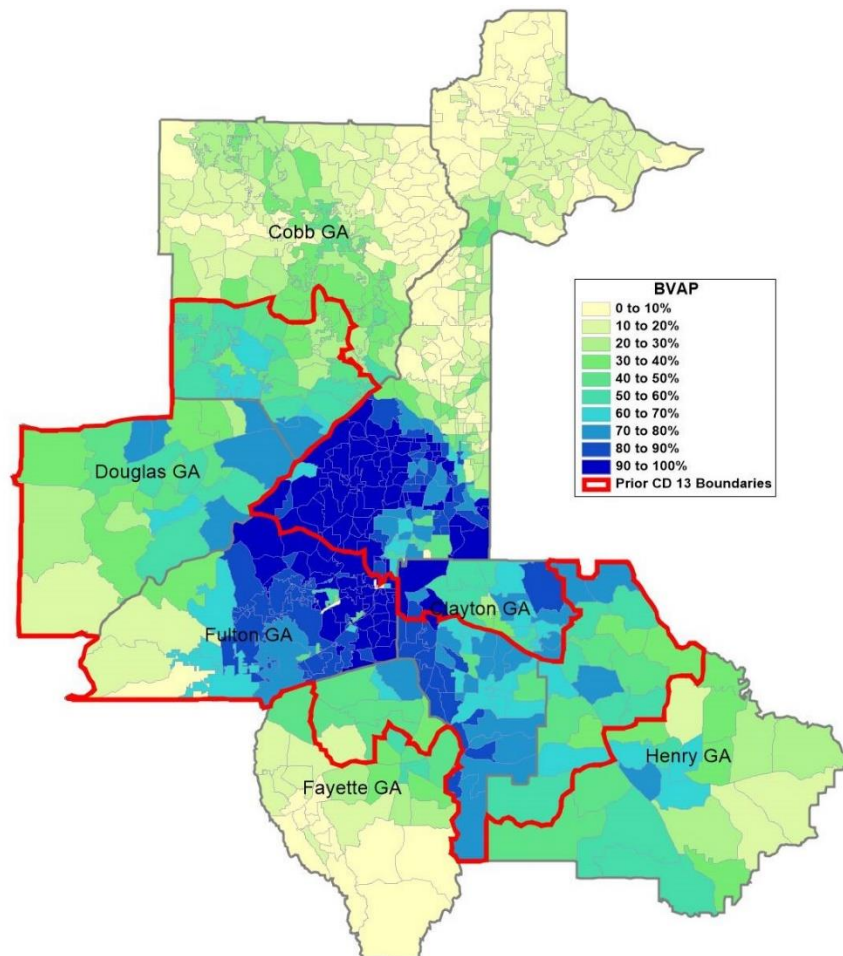 Cobb GA
BVAP
0 to 10%
10 to 20%
20 to 30%
30 to 40%
40 to 50%
50 to 60%
60 to 70%
70 to 80%
80 to 90%
90 to 100%
Prior CD 13 Boundaries
Douglas GA
Clayton GA
Fulton GA
Henry GA
Fayette GA